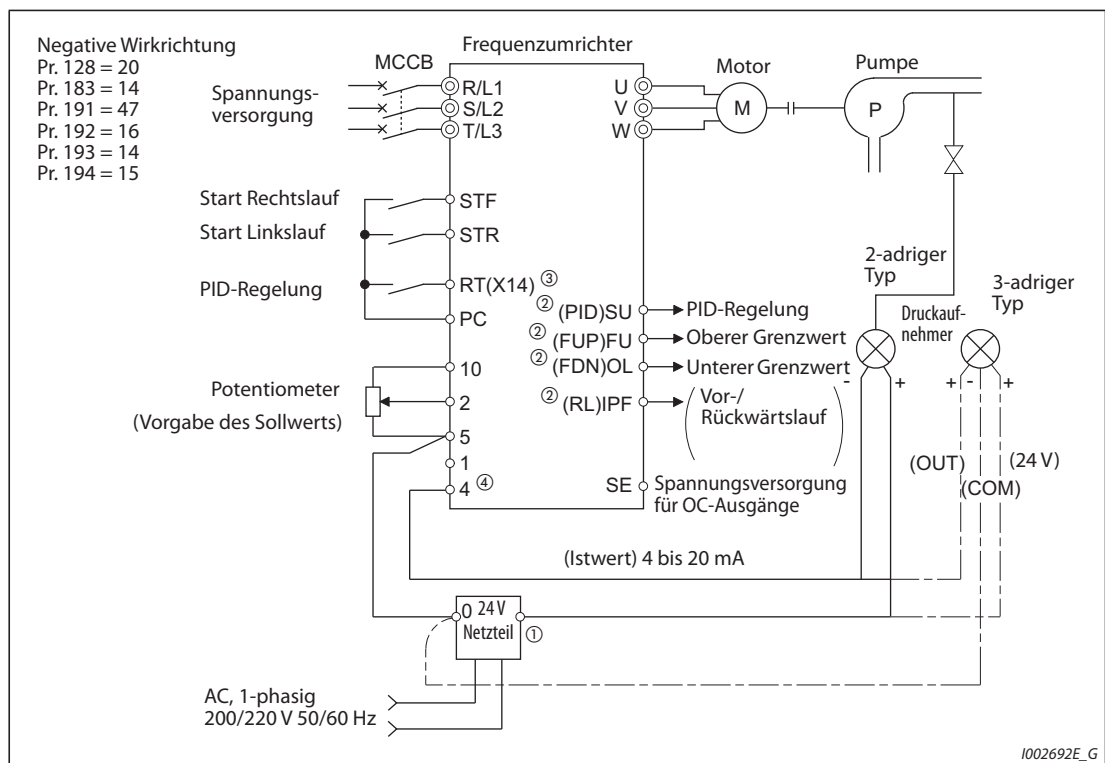 Negative Wirkrichtung
Pr. 128 = 20
Pr. 183 = 14
Pr. 191 = 47
Pr. 192 = 16
Pr. 193 = 14
Pr. 194 = 15
Spannungs-
versorgung
MCCB
Frequenzumrichter
R/L1
S/L2
T/L3
U
V
W
Motor
M
Pumpe
P
Start Rechtslauf
STF
Start Linkslauf
STR
PID-Regelung
RT(X14) ③
PC
Potentiometer
(Vorgabe des Sollwerts)
10
2
5
1
4 ④
② (PID)SU
PID-Regelung
② (FUP)FU
Oberer Grenzwert
② (FDN)OL
Unterer Grenzwert
② (RL)IPF
Vor-/
Rückwärtslauf
SE
Spannungsversorgung
für OC-Ausgänge
2-adriger
Typ
Druckauf-
nehmer
3-adriger
Typ
- +
+ - +
(OUT)
(COM)
(24 V)
(Istwert) 4 bis 20 mA
0 24 V
Netzteil ①
AC, 1-phasig
200/220 V 50/60 Hz
I002692E_G